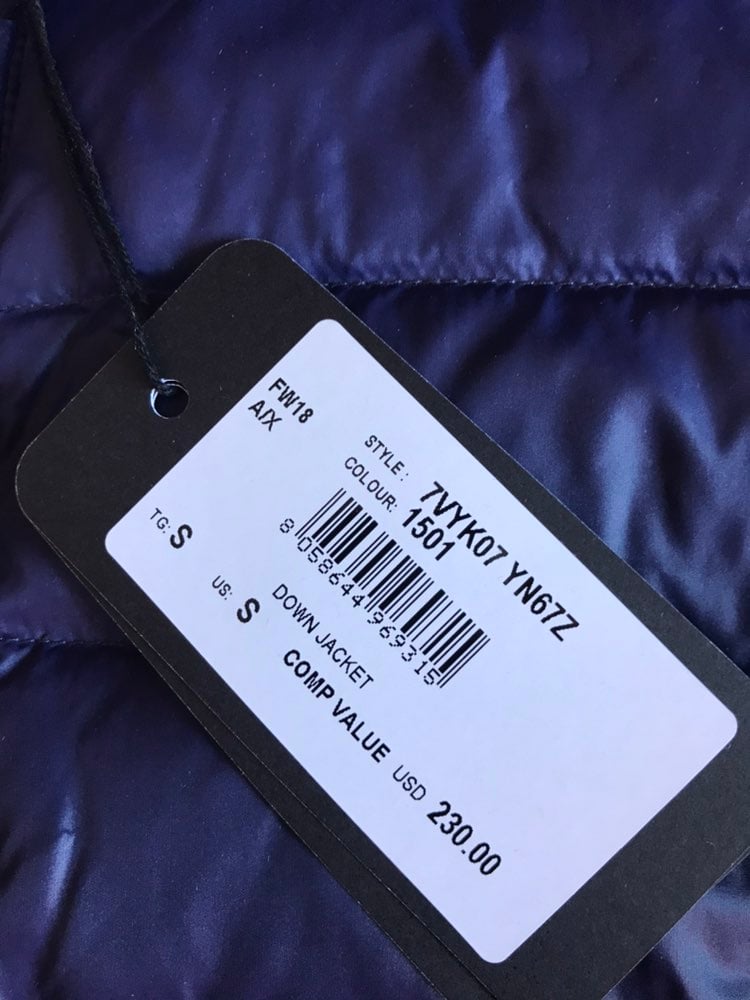 FW18
A/X
STYLE: 7VYK07 YN67Z
COLOUR: 1501
8 058644 969315
TG: S
US: S
DOWN JACKET
COMP VALUE USD 230.00